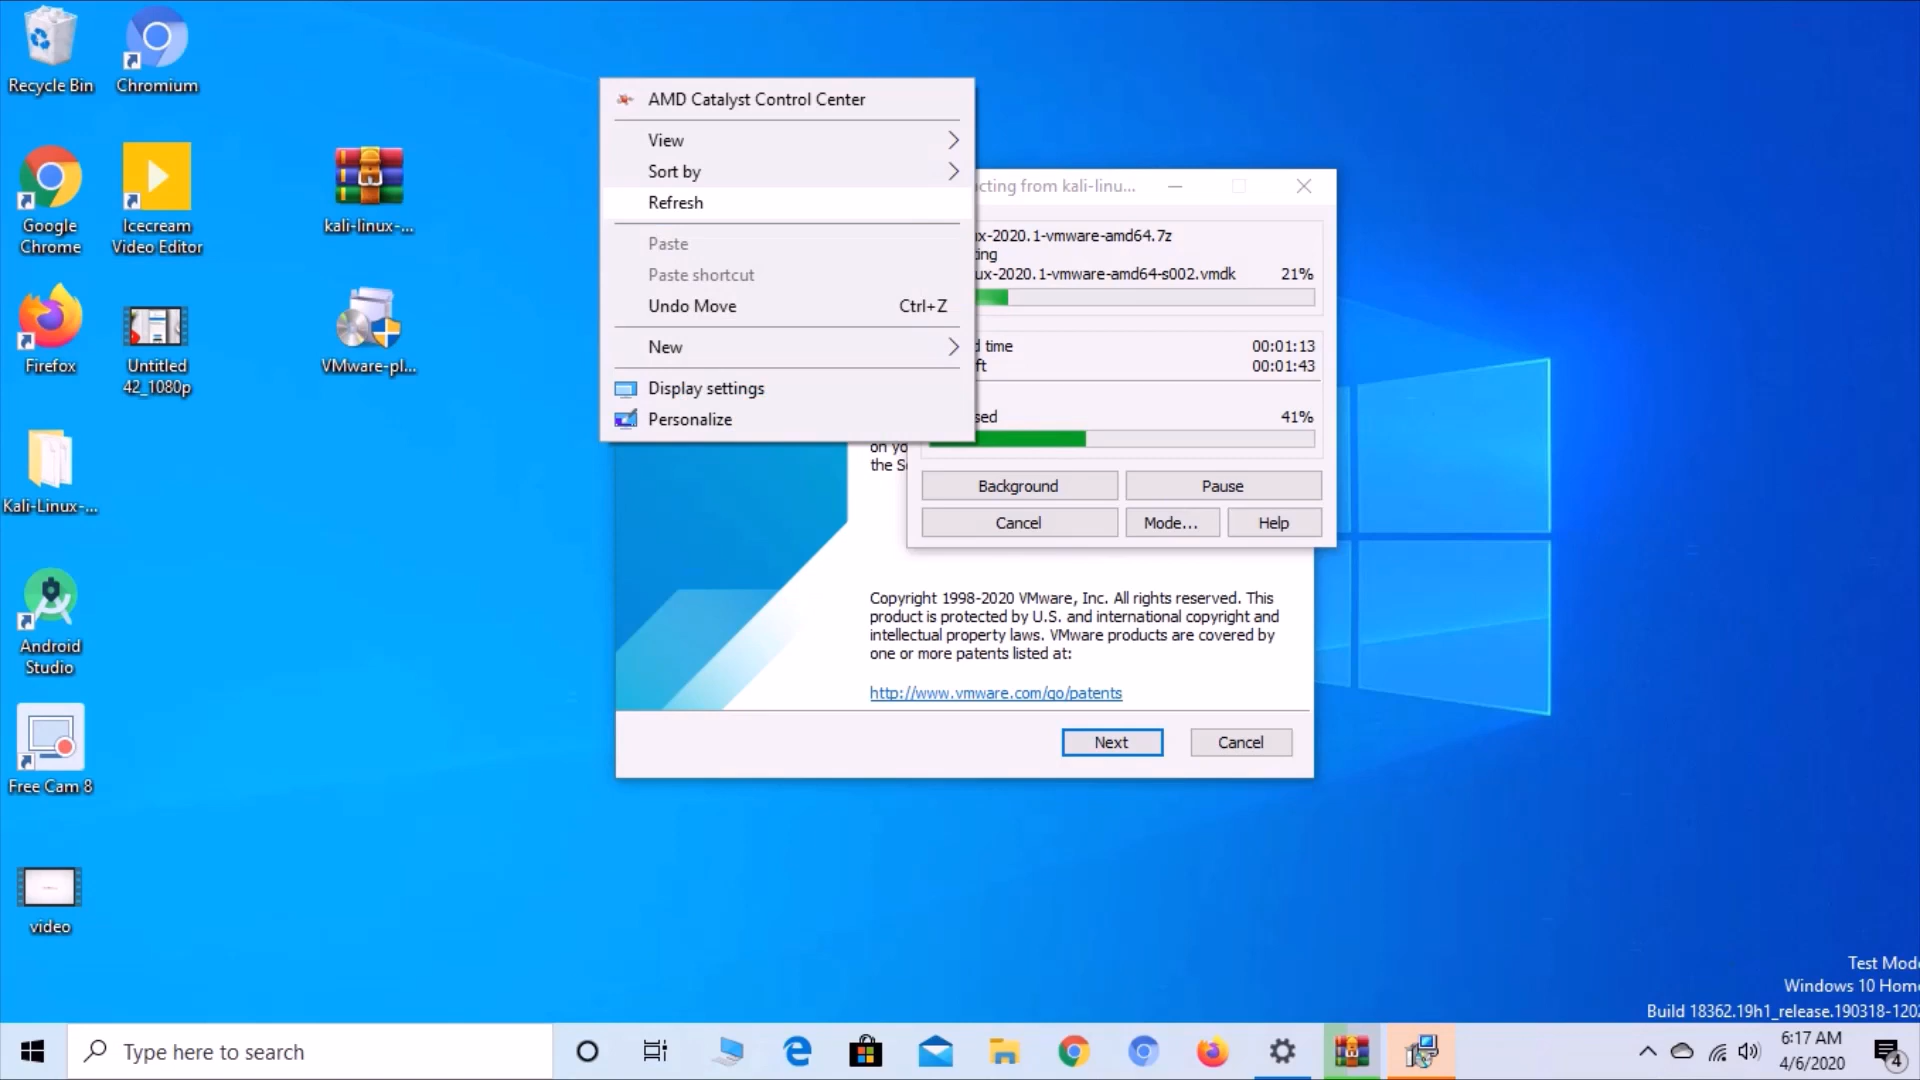 Recycle Bin
Chromium
Google
Chrome
Icecream
Video Editor
kali-linux-...
Firefox
Untitled
42_1080p
VMware-pl...
Kali-Linux-...
Android
Studio
Free Cam 8
video
AMD Catalyst Control Center
View
Sort by
Refresh
Paste
Paste shortcut
Undo Move Ctrl+Z
New
Display settings
Personalize
cting from kali-linu...
x-2020.1-vmware-amd64.7z
ing
ux-2020.1-vmware-amd64-s002.vmdk 21%
d time 00:01:13
ft 00:01:43
sed 41%
Background Pause
Cancel Mode... Help
on yo
the S
Copyright 1998-2020 VMware, Inc. All rights reserved. This
product is protected by U.S. and international copyright and
intellectual property laws. VMware products are covered by
one or more patents listed at:
http://www.vmware.com/go/patents
Next Cancel
Test Mode
Windows 10 Home
Build 18362.19h1_release.190318-1202
Type here to search
6:17 AM
4/6/2020
4